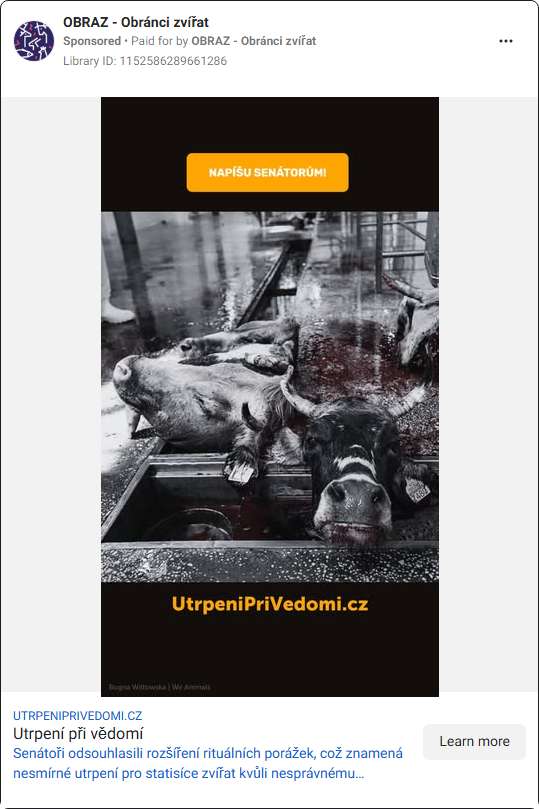 OBRAZ - Obránci zvířat
Sponsored • Paid for by OBRAZ - Obránci zvířat
Library ID: 1152586289661286
NAPÍŠU SENÁTORŮM!
UtrpeniPriVedomi.cz
Bogna Wiltowska | We Animals
UTRPENIPRIVEDOMI.CZ
Utrpení při vědomí
Senátoři odsouhlasili rozšíření rituálních porážek, což znamená
nesmírné utrpení pro statisíce zvířat kvůli nesprávnému…
Learn more